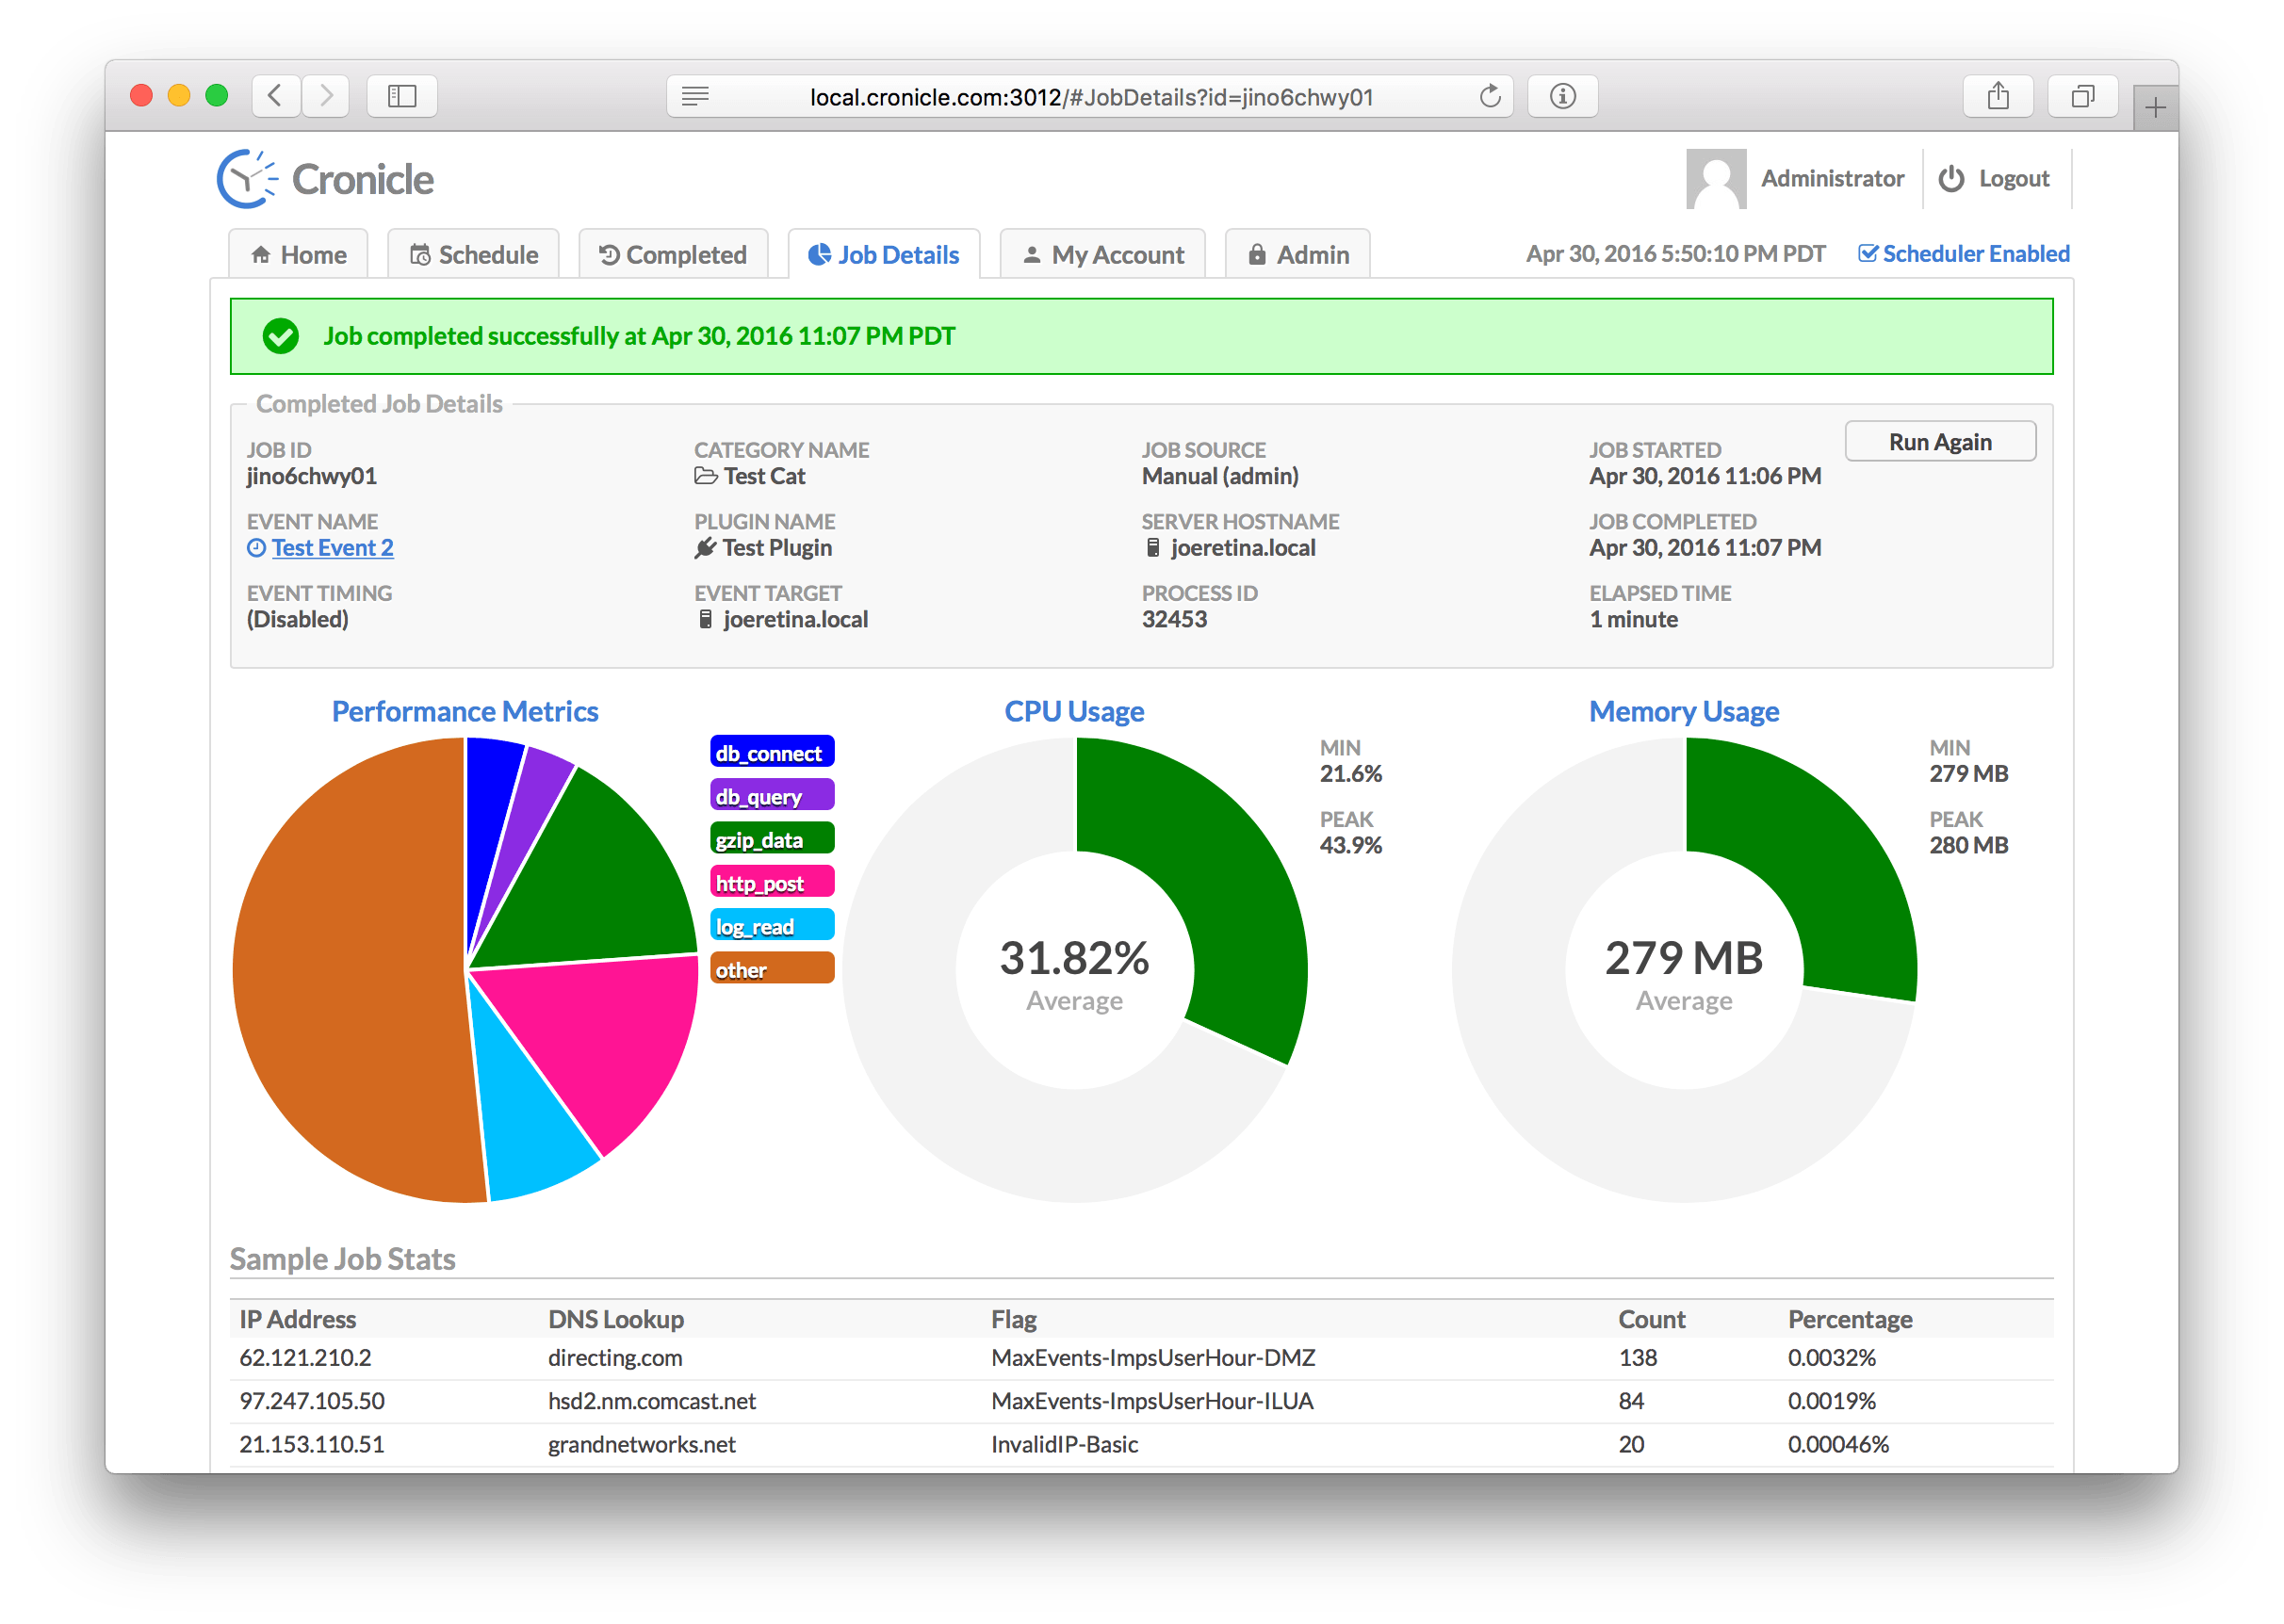 local.cronicle.com:3012/#JobDetails?id=jino6chwy01
Cronicle
Administrator
Logout
Home
Schedule
Completed
Job Details
My Account
Admin
Apr 30, 2016 5:50:10 PM PDT
Scheduler Enabled
Job completed successfully at Apr 30, 2016 11:07 PM PDT
Completed Job Details
Run Again
JOB ID
jino6chwy01
CATEGORY NAME
Test Cat
JOB SOURCE
Manual (admin)
JOB STARTED
Apr 30, 2016 11:06 PM
EVENT NAME
Test Event 2
PLUGIN NAME
Test Plugin
SERVER HOSTNAME
joeretina.local
JOB COMPLETED
Apr 30, 2016 11:07 PM
EVENT TIMING
(Disabled)
EVENT TARGET
joeretina.local
PROCESS ID
32453
ELAPSED TIME
1 minute
Performance Metrics
db_connect
db_query
gzip_data
http_post
log_read
other
CPU Usage
31.82%
Average
MIN
21.6%
PEAK
43.9%
Memory Usage
279 MB
Average
MIN
279 MB
PEAK
280 MB
Sample Job Stats
IP Address DNS Lookup Flag Count Percentage
62.121.210.2 directing.com MaxEvents-ImpsUserHour-DMZ 138 0.0032%
97.247.105.50 hsd2.nm.comcast.net MaxEvents-ImpsUserHour-ILUA 84 0.0019%
21.153.110.51 grandnetworks.net InvalidIP-Basic 20 0.00046%